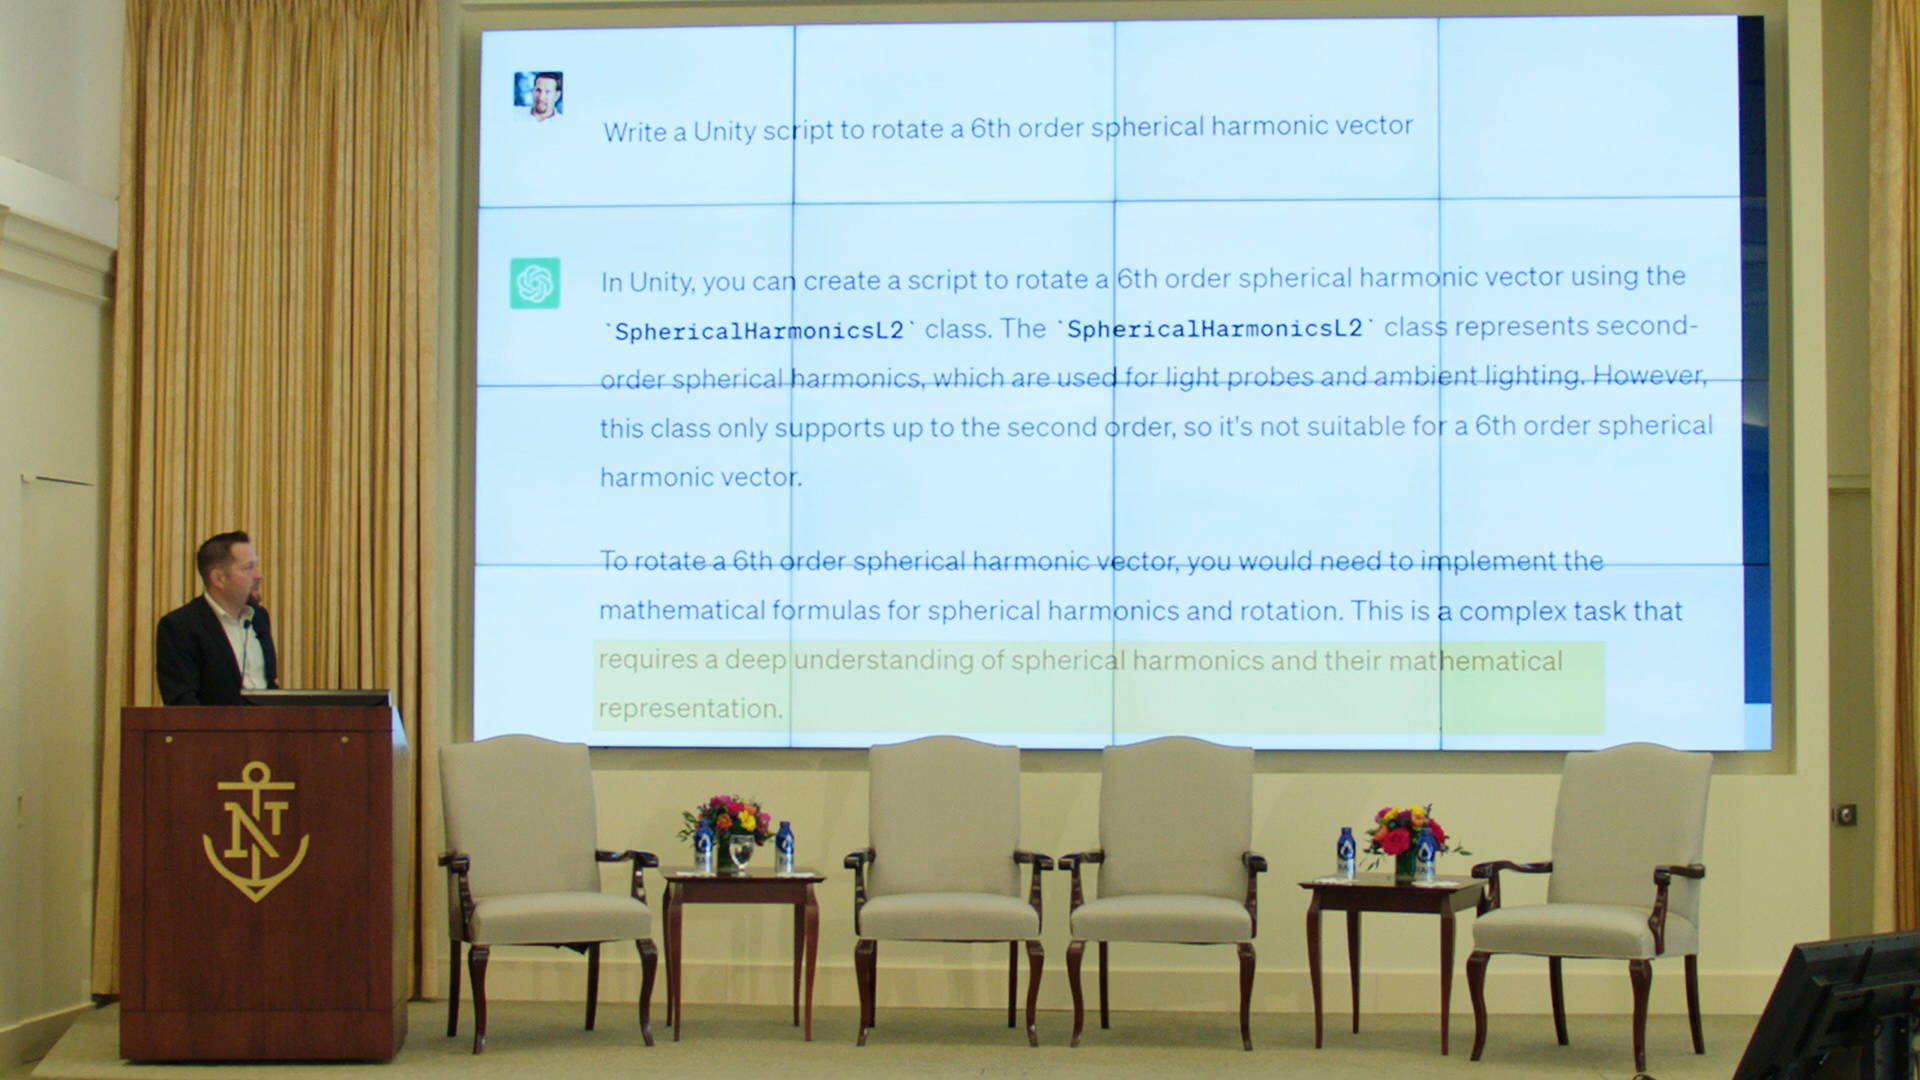 Write a Unity script to rotate a 6th order spherical harmonic vector
In Unity, you can create a script to rotate a 6th order spherical harmonic vector using the
`SphericalHarmonicsL2` class. The `SphericalHarmonicsL2` class represents second-
order spherical harmonics, which are used for light probes and ambient lighting. However,
this class only supports up to the second order, so it's not suitable for a 6th order spherical
harmonic vector.
To rotate a 6th order spherical harmonic vector, you would need to implement the
mathematical formulas for spherical harmonics and rotation. This is a complex task that
requires a deep understanding of spherical harmonics and their mathematical
representation.
NT